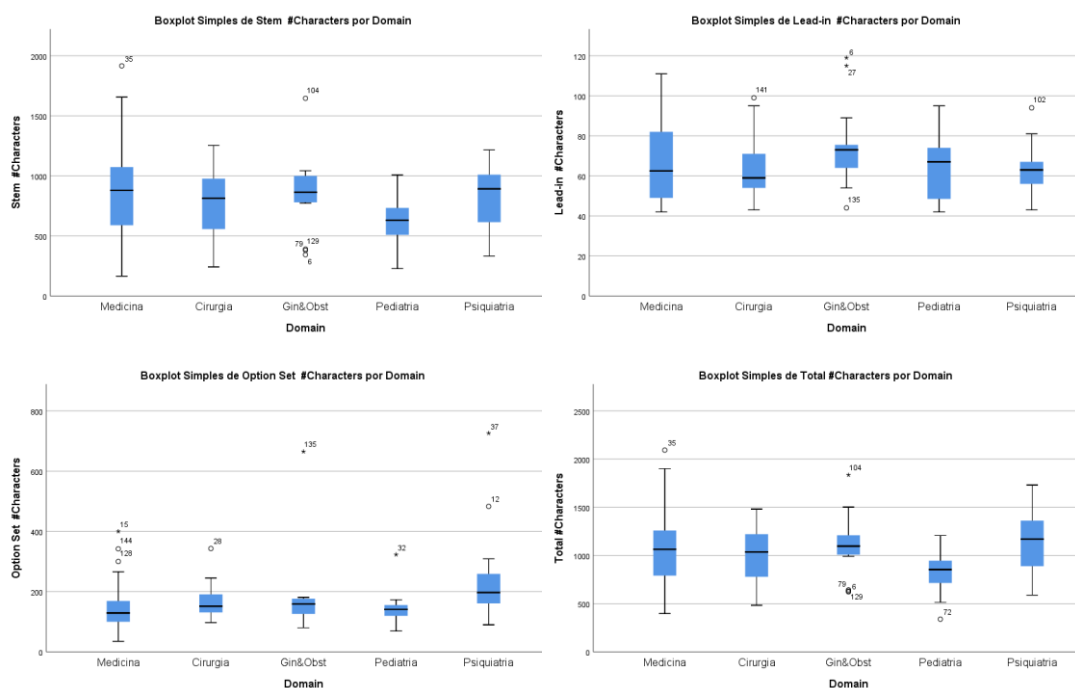 Boxplot Simples de Stem #Characters por Domain
Stem #Characters
2000
1500
1000
500
0
35
104
79
129
6
Medicina
Cirurgia
Gin&Obst
Pediatria
Psiquiatria
Domain
Boxplot Simples de Lead-in #Characters por Domain
Lead-in #Characters
120
100
80
60
40
20
0
141
6
27
135
102
Medicina
Cirurgia
Gin&Obst
Pediatria
Psiquiatria
Domain
Boxplot Simples de Option Set #Characters por Domain
Option Set #Characters
800
600
400
200
0
15
144
128
28
135
32
37
12
Medicina
Cirurgia
Gin&Obst
Pediatria
Psiquiatria
Domain
Boxplot Simples de Total #Characters por Domain
Total #Characters
2500
2000
1500
1000
500
0
35
104
79
6
129
72
Medicina
Cirurgia
Gin&Obst
Pediatria
Psiquiatria
Domain